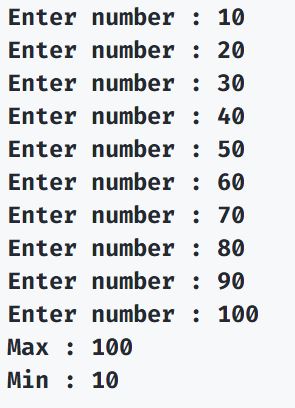 Enter number : 10
Enter number : 20
Enter number : 30
Enter number : 40
Enter number : 50
Enter number : 60
Enter number : 70
Enter number : 80
Enter number : 90
Enter number : 100
Max : 100
Min : 10